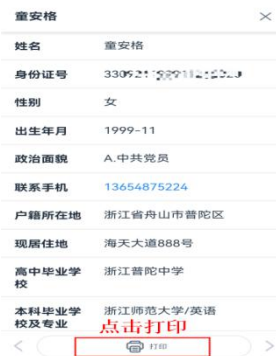 童安格
姓名 童安格
身份证号
性别 女
出生年月 1999-11
政治面貌 A.中共党员
联系手机 13654875224
户籍所在地 浙江省舟山市普陀区
现居住地 海天大道888号
高中毕业学 浙江普陀中学
校
本科毕业学 浙江师范大学/英语
校及专业
点击打印
打印